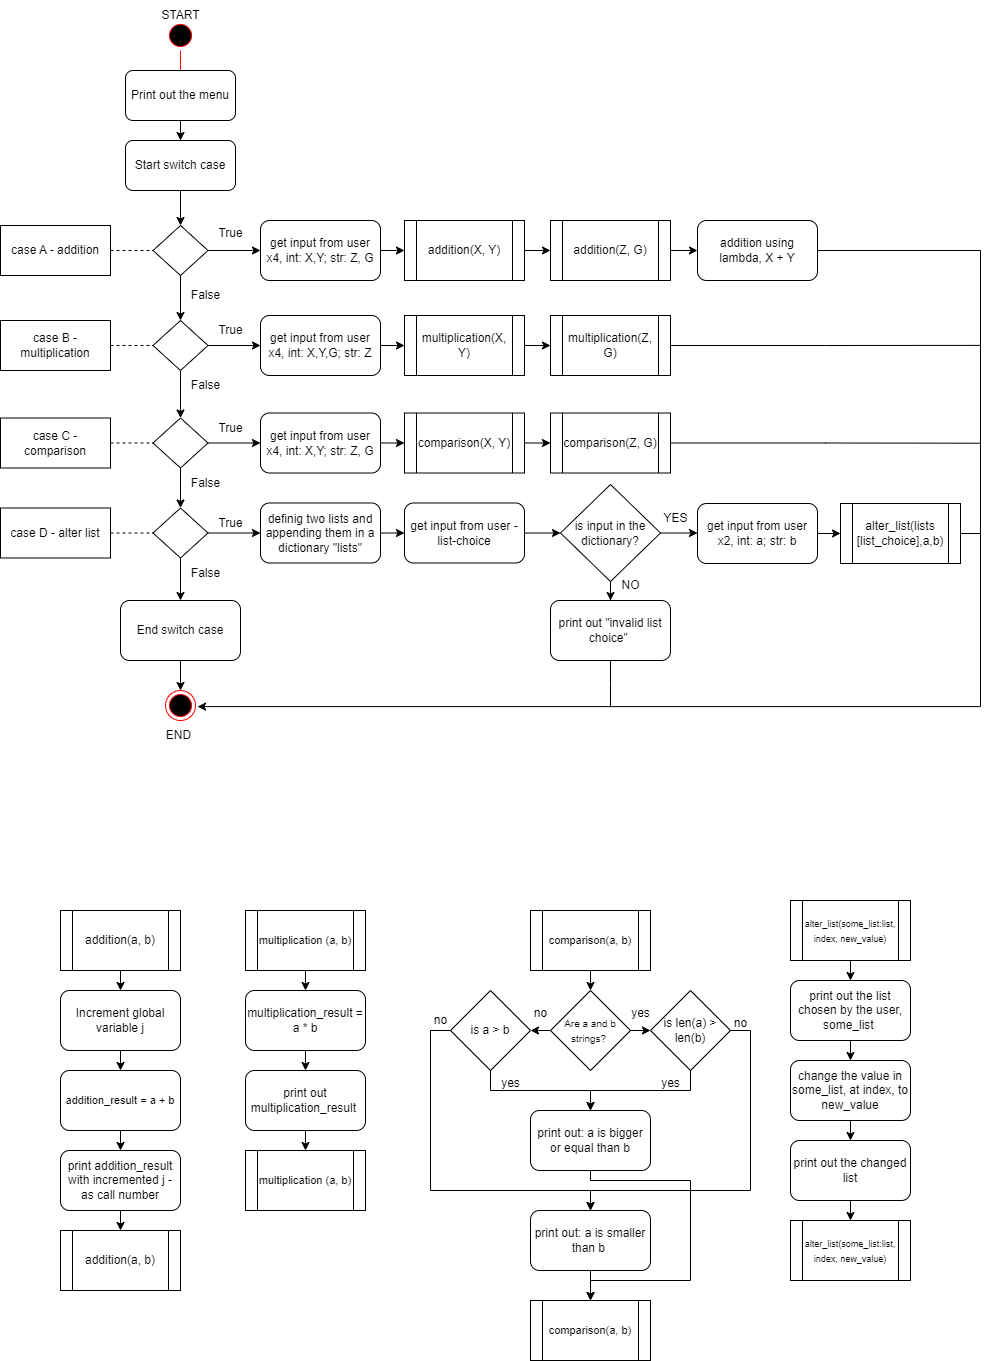 START
Print out the menu
Start switch case
case A - addition
True
get input from user
x4, int: X,Y; str: Z, G
addition(X, Y)
addition(Z, G)
addition using
lambda, X + Y
False
case B -
multiplication
True
get input from user
x4, int: X,Y,G; str: Z
multiplication(X,
Y)
multiplication(Z,
G)
False
case C -
comparison
True
get input from user
x4, int: X,Y; str: Z, G
comparison(X, Y)
comparison(Z, G)
False
case D - alter list
True
definig two lists and
appending them in a
dictionary "lists"
get input from user -
list-choice
is input in the
dictionary?
YES
get input from user
x2, int: a; str: b
alter_list(lists
[list_choice],a,b)
False
NO
End switch case
print out "invalid list
choice"
END
addition(a, b)
Increment global
variable j
addition_result = a + b
print addition_result
with incremented j -
as call number
addition(a, b)
multiplication (a, b)
multiplication_result =
a * b
print out
multiplication_result
multiplication (a, b)
comparison(a, b)
no
is a > b
no
Are a and b
strings?
yes
is len(a) >
len(b)
no
yes
yes
print out: a is bigger
or equal than b
print out: a is smaller
than b
comparison(a, b)
alter_list(some_list:list,
index, new_value)
print out the list
chosen by the user,
some_list
change the value in
some_list, at index, to
new_value
print out the changed
list
alter_list(some_list:list,
index, new_value)